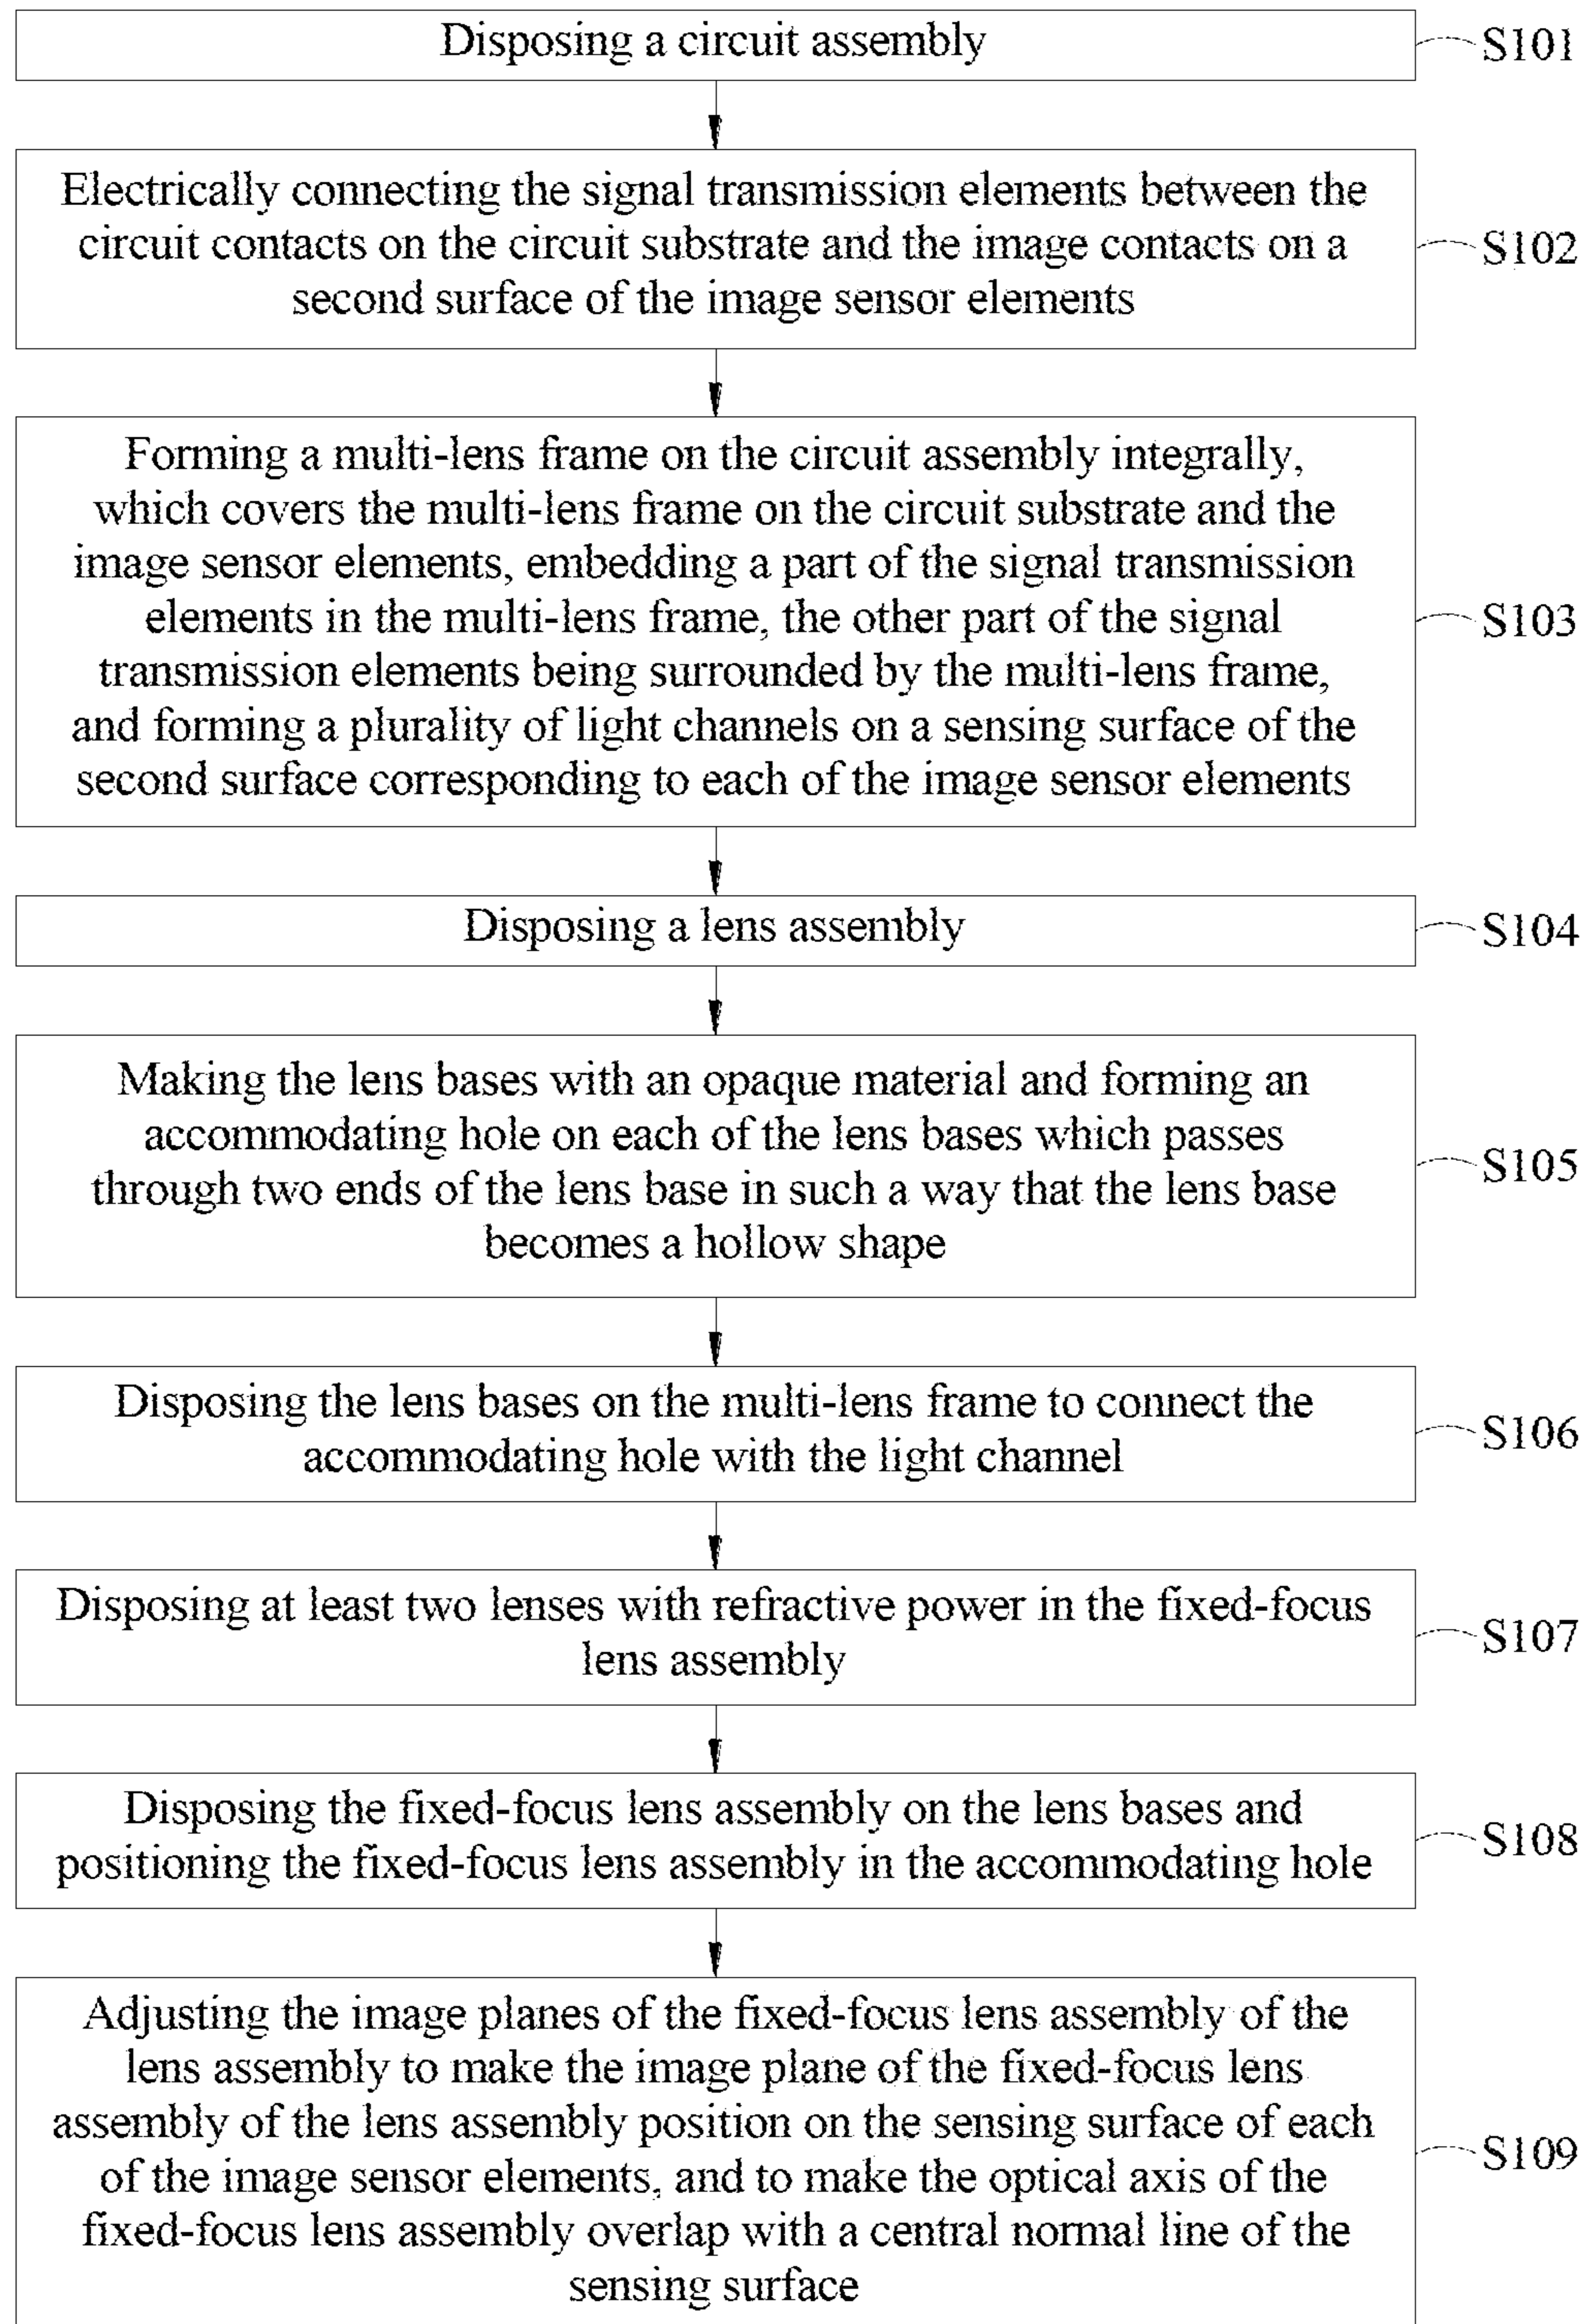 Disposing a circuit assembly
S101
Electrically connecting the signal transmission elements between the
circuit contacts on the circuit substrate and the image contacts on a
second surface of the image sensor elements
S102
Forming a multi-lens frame on the circuit assembly integrally,
which covers the multi-lens frame on the circuit substrate and the
image sensor elements, embedding a part of the signal transmission
elements in the multi-lens frame, the other part of the signal
transmission elements being surrounded by the multi-lens frame,
and forming a plurality of light channels on a sensing surface of the
second surface corresponding to each of the image sensor elements
S103
Disposing a lens assembly
S104
Making the lens bases with an opaque material and forming an
accommodating hole on each of the lens bases which passes
through two ends of the lens base in such a way that the lens base
becomes a hollow shape
S105
Disposing the lens bases on the multi-lens frame to connect the
accommodating hole with the light channel
S106
Disposing at least two lenses with refractive power in the fixed-focus
lens assembly
S107
Disposing the fixed-focus lens assembly on the lens bases and
positioning the fixed-focus lens assembly in the accommodating hole
S108
Adjusting the image planes of the fixed-focus lens assembly of the
lens assembly to make the image plane of the fixed-focus lens
assembly of the lens assembly position on the sensing surface of each
of the image sensor elements, and to make the optical axis of the
fixed-focus lens assembly overlap with a central normal line of the
sensing surface
S109